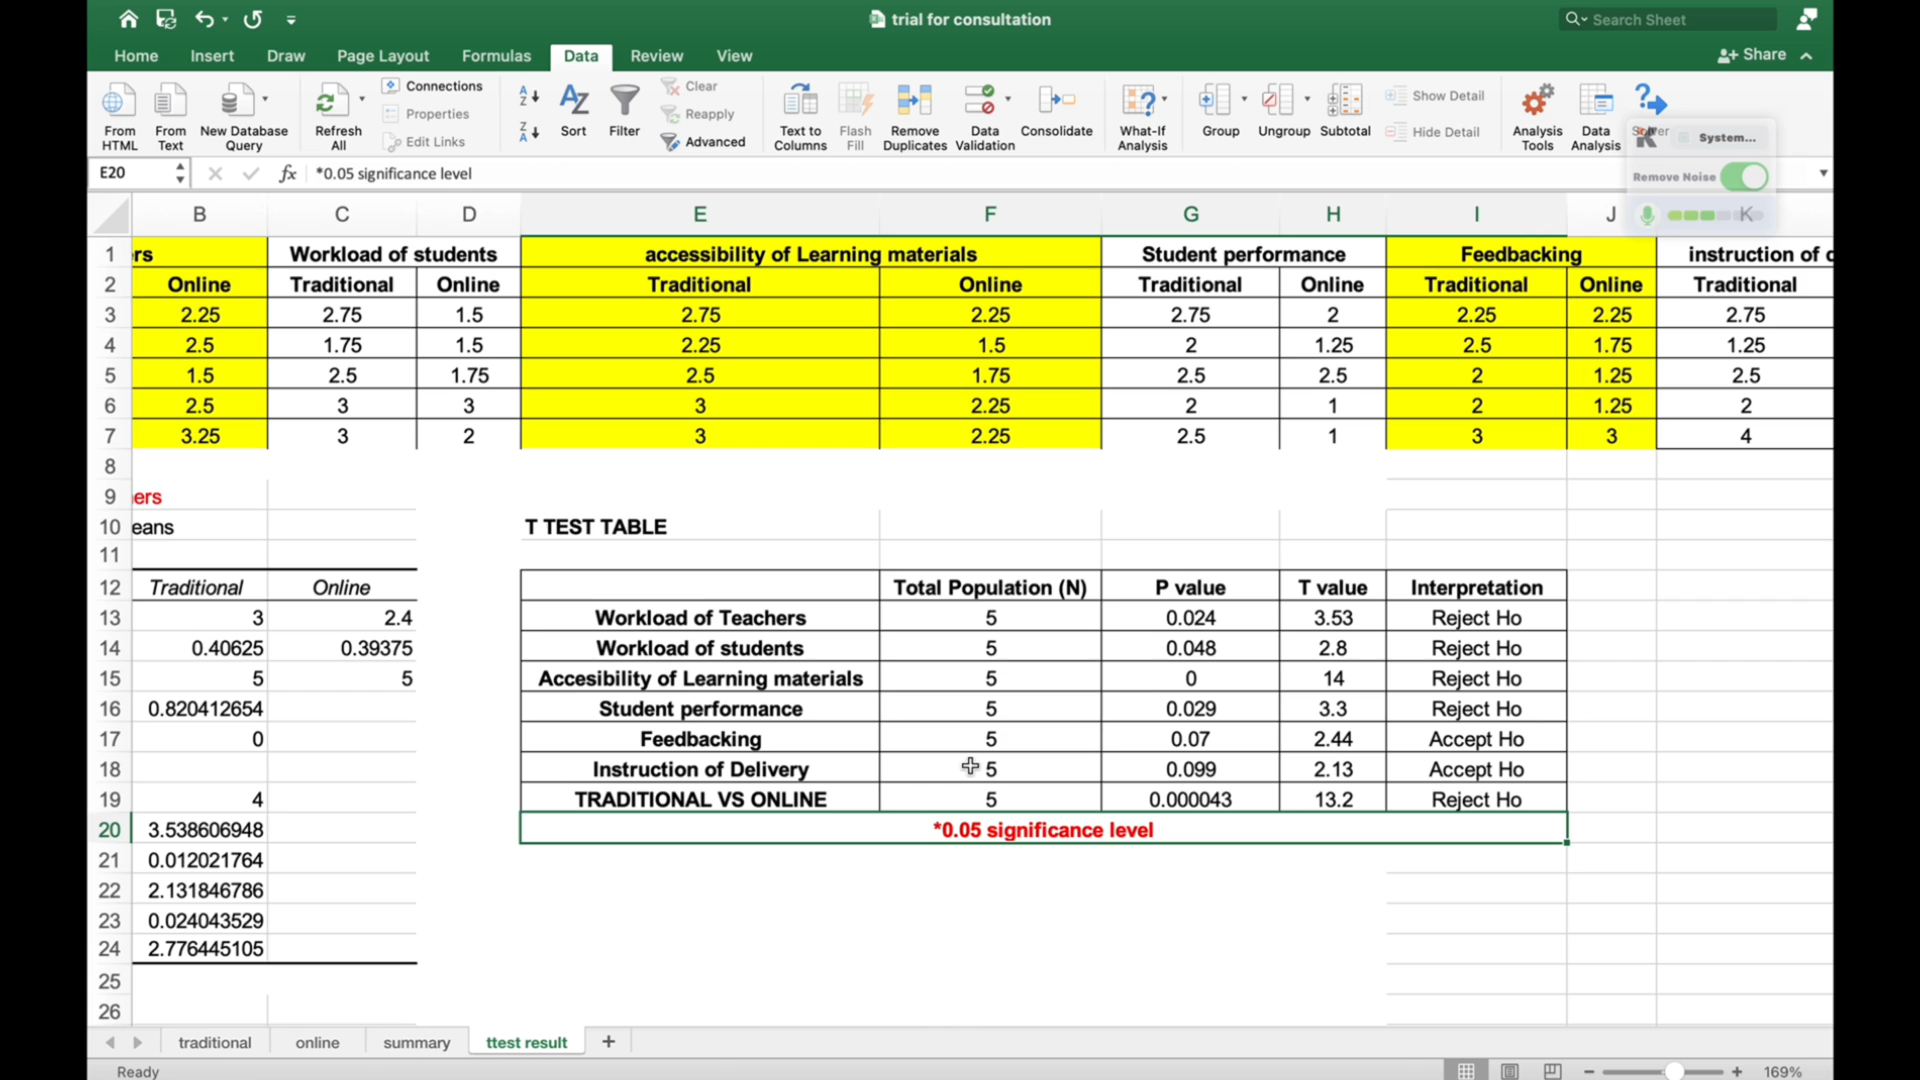 trial for consultation
Search Sheet
Home Insert Draw Page Layout Formulas Data Review View
Share
From HTML
From Text
New Database Query
Refresh All
Connections
Properties
Edit Links
Sort
Filter
Clear
Reapply
Advanced
Text to Columns
Flash Fill
Remove Duplicates
Data Validation
Consolidate
What-If Analysis
Group
Ungroup
Subtotal
Show Detail
Hide Detail
Analysis Tools
Data Analysis
Solver
System...
Remove Noise
E20 fx *0.05 significance level
B C D E F G H I J K
1 rs Workload of students accessibility of Learning materials Student performance Feedbacking instruction of d
2 Online Traditional Online Traditional Online Traditional Online Traditional Online Traditional
3 2.25 2.75 1.5 2.75 2.25 2.75 2 2.25 2.25 2.75
4 2.5 1.75 1.5 2.25 1.5 2 1.25 2.5 1.75 1.25
5 1.5 2.5 1.75 2.5 1.75 2.5 2.5 2 1.25 2.5
6 2.5 3 3 3 2.25 2 1 2 1.25 2
7 3.25 3 2 3 2.25 2.5 1 3 3 4
8
9 ers
10 eans T TEST TABLE
11
12 Traditional Online Total Population (N) P value T value Interpretation
13 3 2.4 Workload of Teachers 5 0.024 3.53 Reject Ho
14 0.40625 0.39375 Workload of students 5 0.048 2.8 Reject Ho
15 5 5 Accesibility of Learning materials 5 0 14 Reject Ho
16 0.820412654 Student performance 5 0.029 3.3 Reject Ho
17 0 Feedbacking 5 0.07 2.44 Accept Ho
18 Instruction of Delivery 5 0.099 2.13 Accept Ho
19 4 TRADITIONAL VS ONLINE 5 0.000043 13.2 Reject Ho
20 3.538606948 *0.05 significance level
21 0.012021764
22 2.131846786
23 0.024043529
24 2.776445105
25
26
traditional online summary ttest result +
Ready 169%